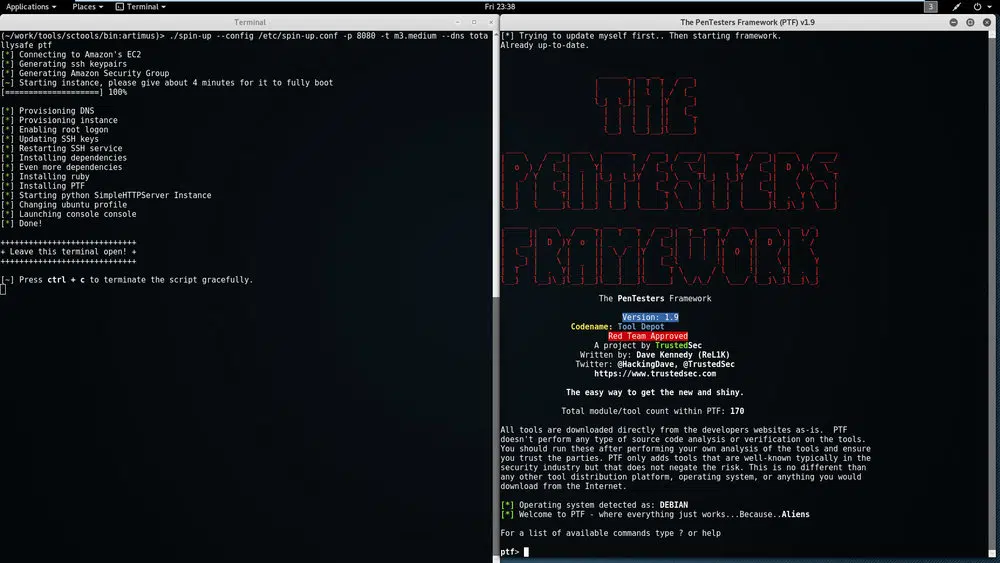 Applications Places Terminal Fri 23:38 3
Terminal
(~/work/tools/sctools/bin:artimus)> ./spin-up --config /etc/spin-up.conf -p 8080 -t m3.medium --dns tota
llysafe ptf
[*] Connecting to Amazon's EC2
[*] Generating ssh keypairs
[*] Generating Amazon Security Group
[~] Starting instance, please give about 4 minutes for it to fully boot
[====================] 100%
[*] Provisioning DNS
[*] Provisioning instance
[*] Enabling root logon
[*] Updating SSH keys
[*] Restarting SSH service
[*] Installing dependencies
[*] Even more dependencies
[*] Installing ruby
[*] Installing PTF
[*] Starting python SimpleHTTPServer Instance
[*] Changing ubuntu profile
[*] Launching console console
[*] Done!
+++++++++++++++++++++++++++++
+ Leave this terminal open! +
+++++++++++++++++++++++++++++
[~] Press ctrl + c to terminate the script gracefully.
The PenTesters Framework (PTF) v1.9
[*] Trying to update myself first.. Then starting framework.
Already up-to-date.
THE
PENTESTERS
FRAMEWORK
The PenTesters Framework
Version: 1.9
Codename: Tool Depot
Red Team Approved
A project by TrustedSec
Written by: Dave Kennedy (ReL1K)
Twitter: @HackingDave, @TrustedSec
https://www.trustedsec.com
The easy way to get the new and shiny.
Total module/tool count within PTF: 170
All tools are downloaded directly from the developers websites as-is.  PTF
doesn't perform any type of source code analysis or verification on the tools.
You should run these after performing your own analysis of the tools and ensure
you trust the parties. PTF only adds tools that are well-known typically in the
security industry but that does not negate the risk. This is no different than
any other tool distribution platform, operating system, or anything you would
download from the Internet.
[*] Operating system detected as: DEBIAN
[*] Welcome to PTF - where everything just works...Because..Aliens
For a list of available commands type ? or help
ptf>